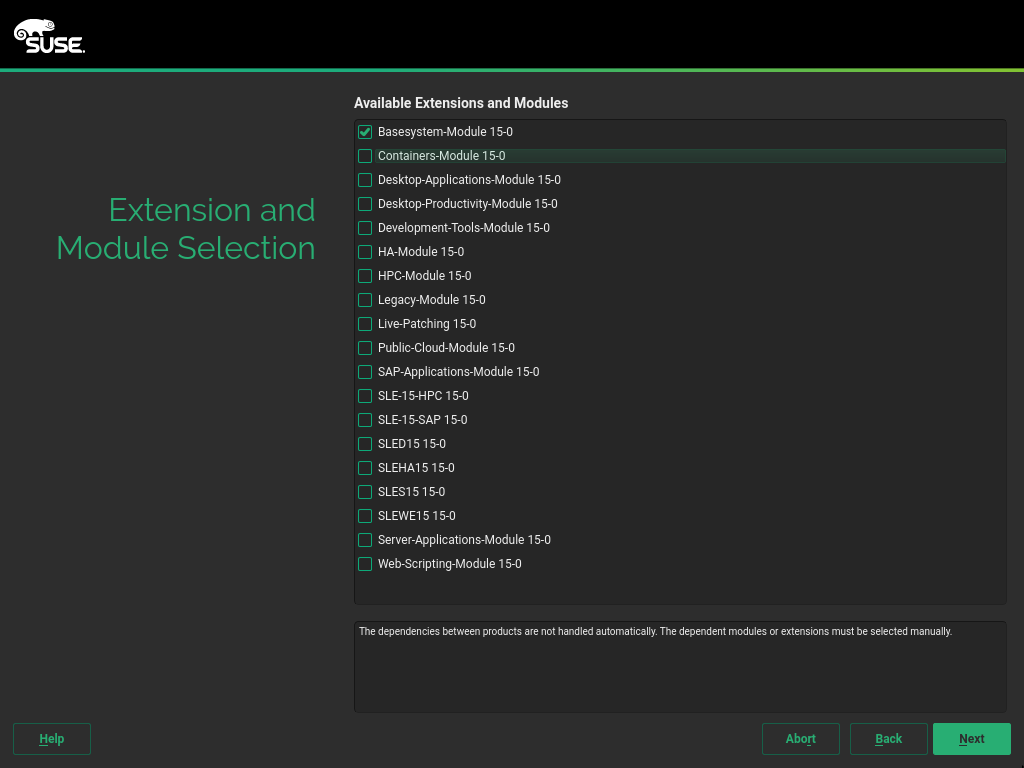 SUSE.
Available Extensions and Modules
Extension and
Module Selection
Basesystem-Module 15-0
Containers-Module 15-0
Desktop-Applications-Module 15-0
Desktop-Productivity-Module 15-0
Development-Tools-Module 15-0
HA-Module 15-0
HPC-Module 15-0
Legacy-Module 15-0
Live-Patching 15-0
Public-Cloud-Module 15-0
SAP-Applications-Module 15-0
SLE-15-HPC 15-0
SLE-15-SAP 15-0
SLED15 15-0
SLEHA15 15-0
SLES15 15-0
SLEWE15 15-0
Server-Applications-Module 15-0
Web-Scripting-Module 15-0
The dependencies between products are not handled automatically. The dependent modules or extensions must be selected manually.
Help
Abort
Back
Next